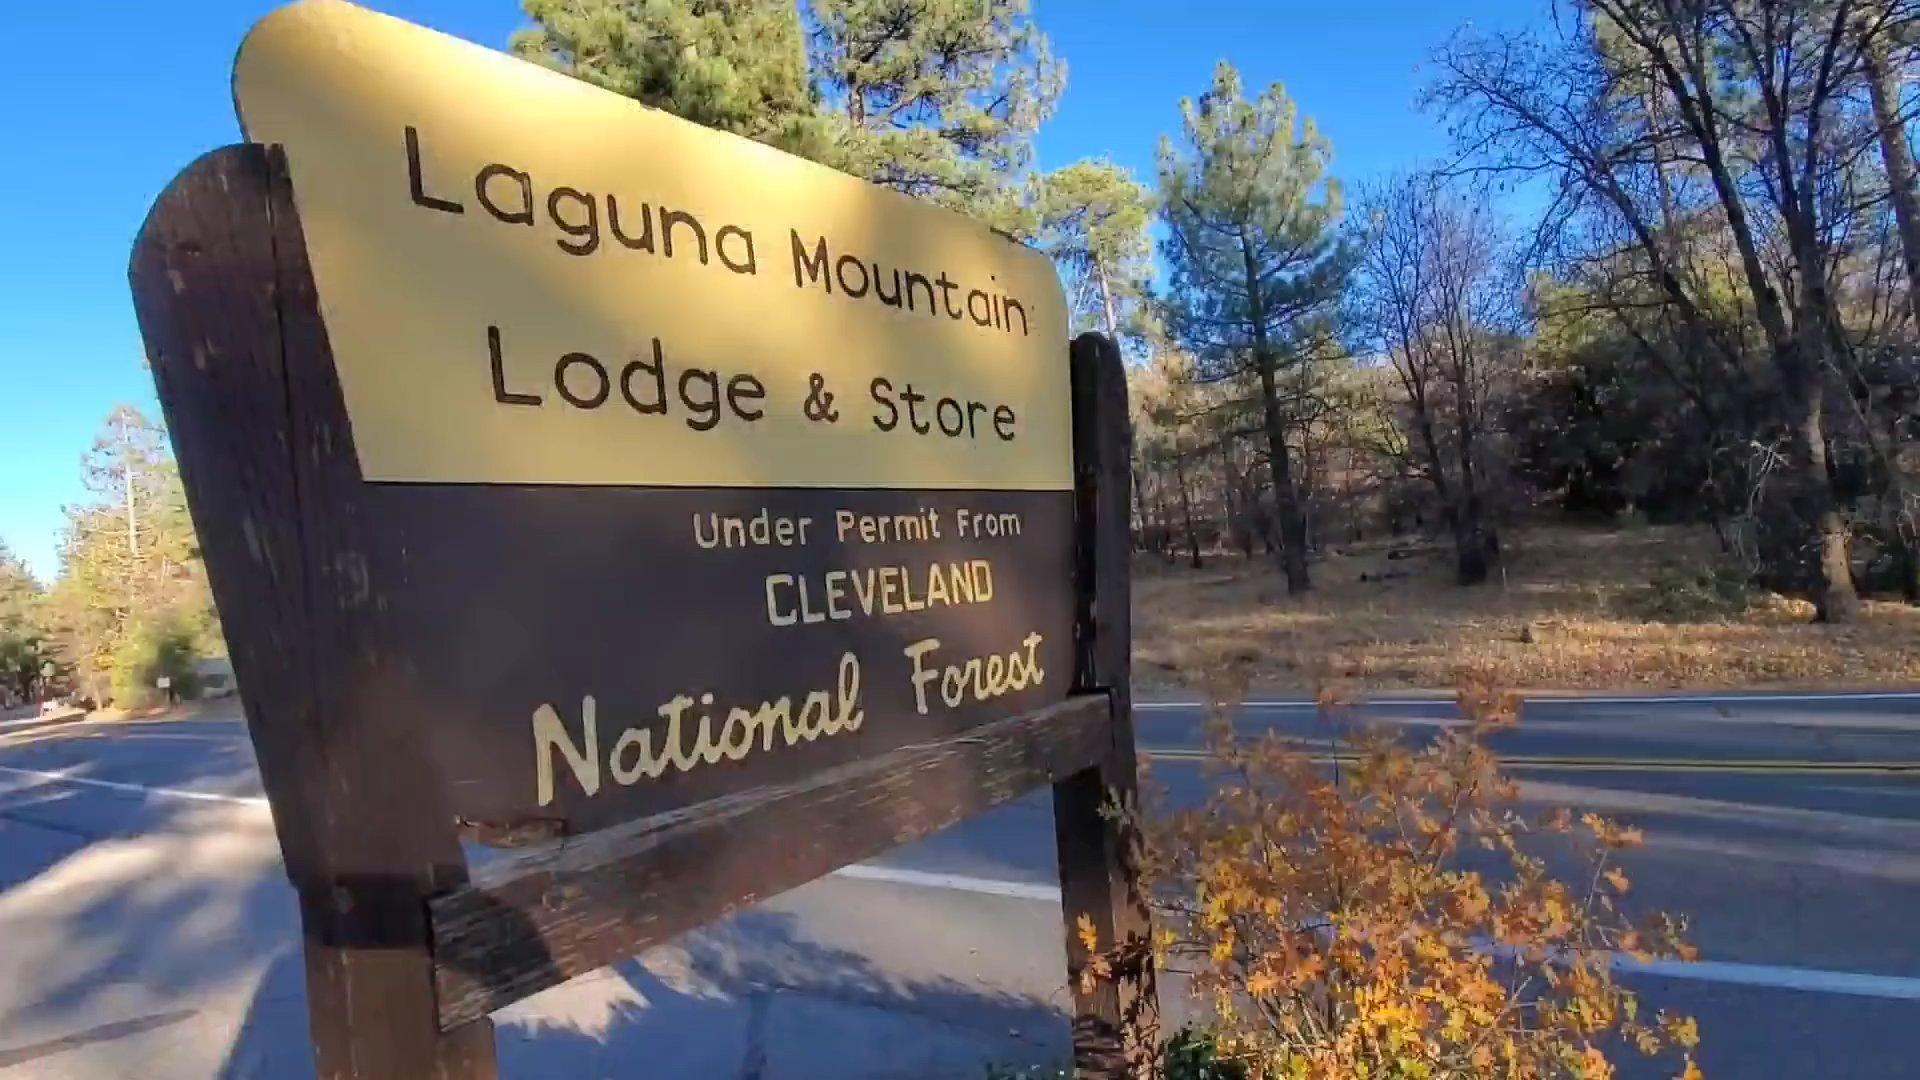 Laguna Mountain
Lodge & Store
Under Permit From
CLEVELAND
National Forest